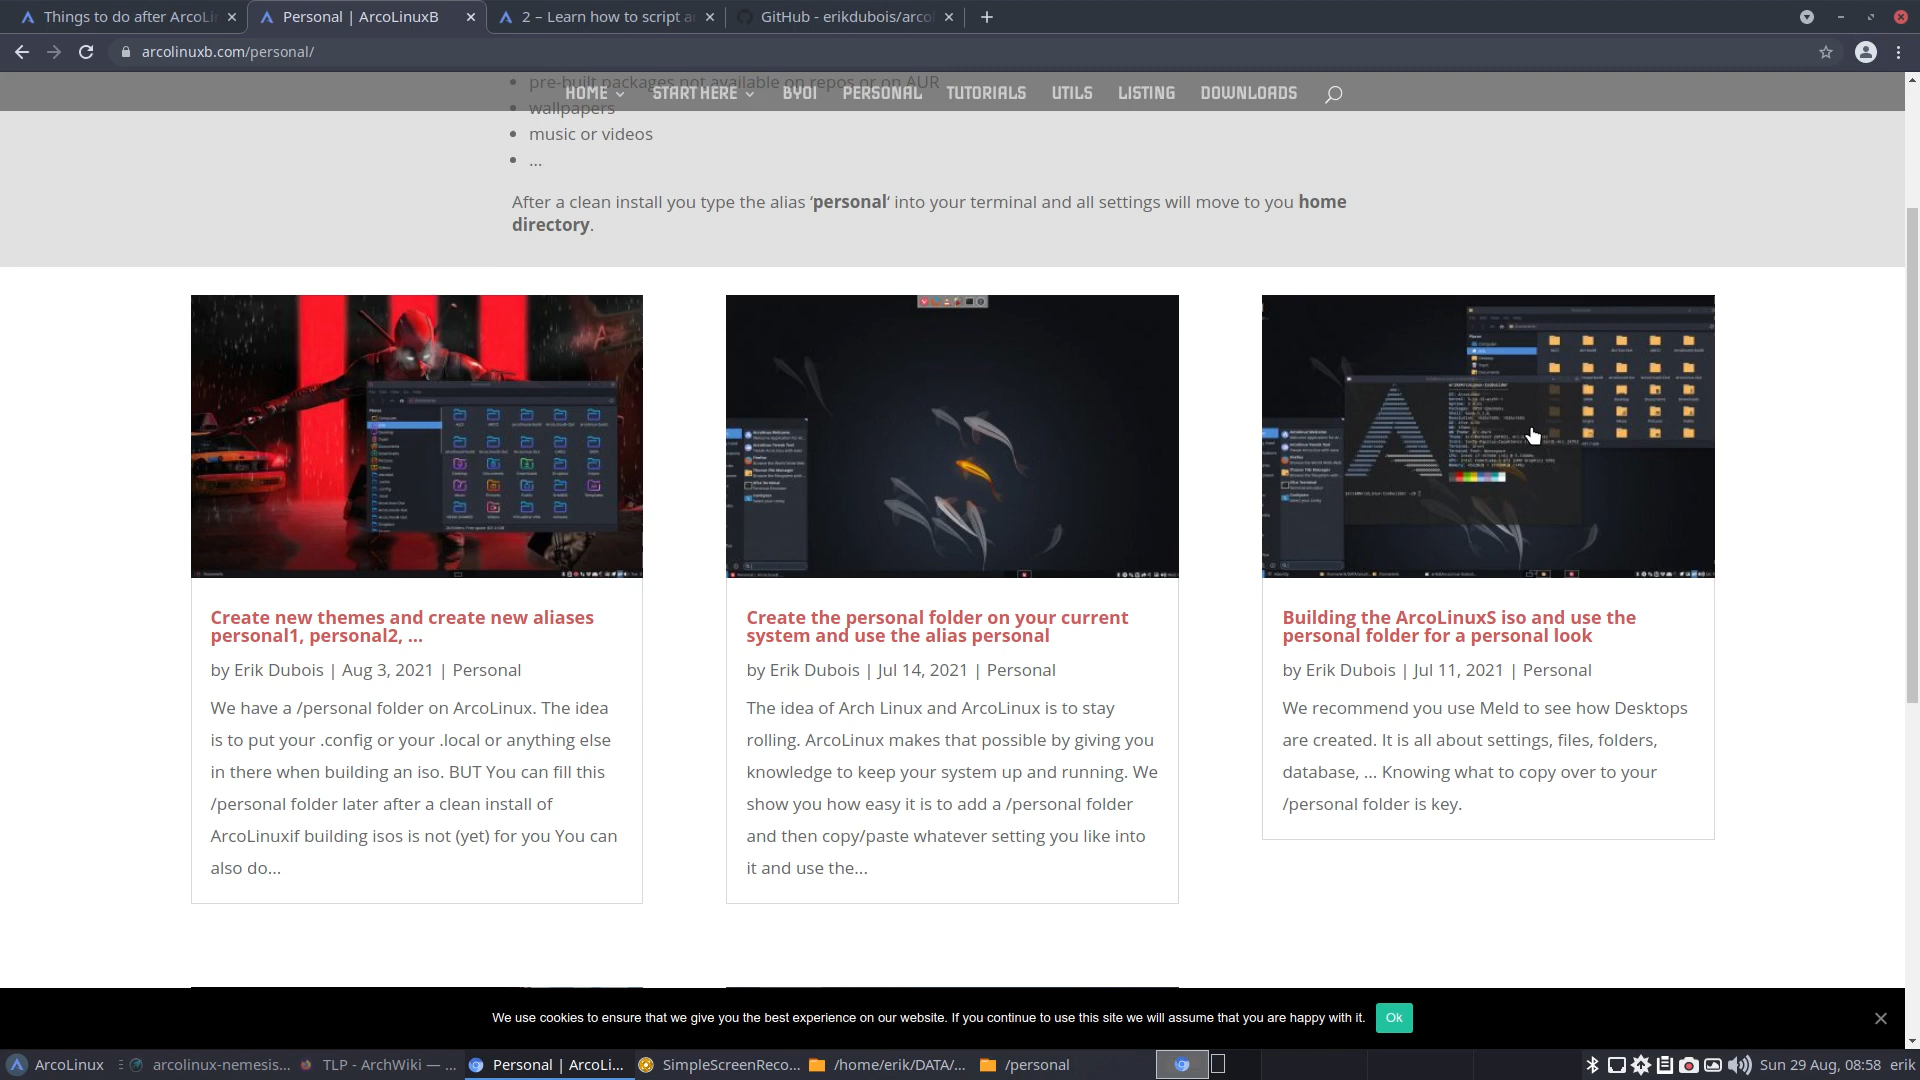 Things to do after ArcoLi
Personal | ArcoLinuxB
2 – Learn how to script a
GitHub - erikdubois/arco
arcolinuxb.com/personal/
pre-built packages not available on repos or on AUR
HOME
START HERE
BYOI
PERSONAL
TUTORIALS
UTILS
LISTING
DOWNLOADS
wallpapers
music or videos
...
After a clean install you type the alias ‘personal‘ into your terminal and all settings will move to you home
directory.
Create new themes and create new aliases
personal1, personal2, ...
by Erik Dubois | Aug 3, 2021 | Personal
We have a /personal folder on ArcoLinux. The idea
is to put your .config or your .local or anything else
in there when building an iso. BUT You can fill this
/personal folder later after a clean install of
ArcoLinuxif building isos is not (yet) for you You can
also do...
Create the personal folder on your current
system and use the alias personal
by Erik Dubois | Jul 14, 2021 | Personal
The idea of Arch Linux and ArcoLinux is to stay
rolling. ArcoLinux makes that possible by giving you
knowledge to keep your system up and running. We
show you how easy it is to add a /personal folder
and then copy/paste whatever setting you like into
it and use the...
Building the ArcoLinuxS iso and use the
personal folder for a personal look
by Erik Dubois | Jul 11, 2021 | Personal
We recommend you use Meld to see how Desktops
are created. It is all about settings, files, folders,
database, ... Knowing what to copy over to your
/personal folder is key.
We use cookies to ensure that we give you the best experience on our website. If you continue to use this site we will assume that you are happy with it.
Ok
ArcoLinux
arcolinux-nemesis...
TLP - ArchWiki — ...
Personal | ArcoLi...
SimpleScreenReco...
/home/erik/DATA/...
/personal
Sun 29 Aug, 08:58
erik